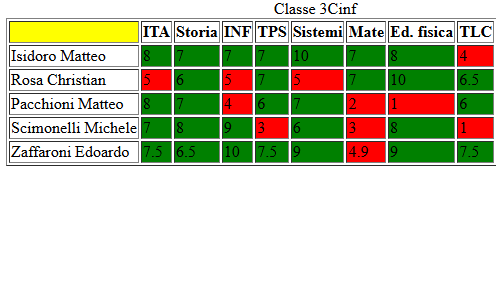 Classe 3Cinf
ITA Storia INF TPS Sistemi Mate Ed. fisica TLC
Isidoro Matteo 8 7 7 7 10 7 8 4
Rosa Christian 5 6 5 7 5 7 10 6.5
Pacchioni Matteo 8 7 4 6 7 2 1 6
Scimonelli Michele 7 8 9 3 6 3 8 1
Zaffaroni Edoardo 7.5 6.5 10 7.5 9 4.9 9 7.5